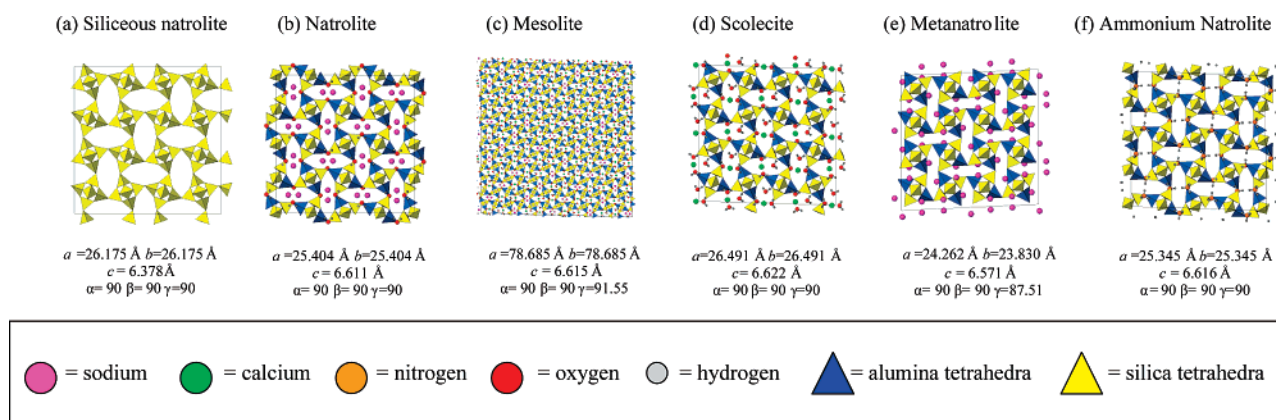 (a) Siliceous natrolite (b) Natrolite (c) Mesolite (d) Scolecite (e) Metanatrolite (f) Ammonium Natrolite
a =26.175 Å b=26.175 Å
c = 6.378 Å
α= 90 β= 90 γ=90
a=25.404 Å b=25.404 Å
c = 6.611 Å
α= 90 β= 90 γ=90
a =78.685 Å b=78.685 Å
c = 6.615 Å
α= 90 β= 90 γ=91.55
a=26.491 Å b=26.491 Å
c = 6.622 Å
α= 90 β= 90 γ=90
a =24.262 Å b=23.830 Å
c = 6.571 Å
α= 90 β= 90 γ=87.51
a=25.345 Å b=25.345 Å
c = 6.616 Å
α= 90 β= 90 γ=90
= sodium = calcium = nitrogen = oxygen = hydrogen = alumina tetrahedra = silica tetrahedra